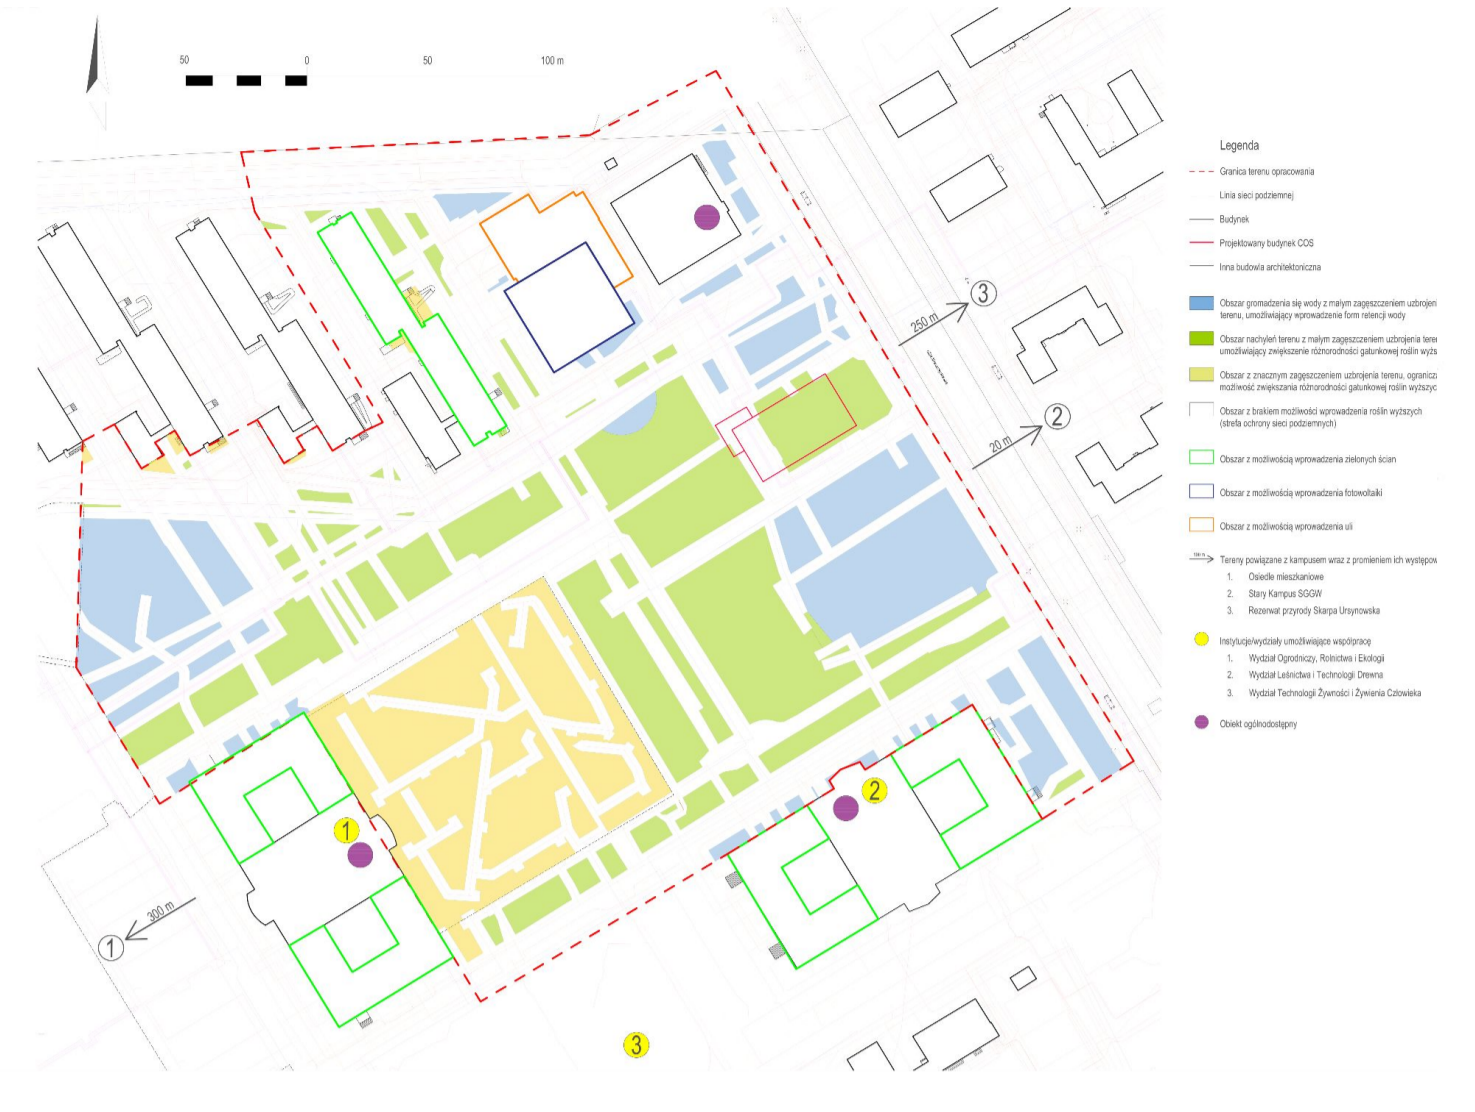 50 0 50 100 m
Legenda
Granica terenu opracowania
Linia sieci podziemnej
Budynek
Projektowany budynek COS
Inna budowla architektoniczna
Obszar gromadzenia się wody z małym zagęszczeniem uzbrojen
terenu, umożliwiający wprowadzenie form retencji wody
Obszar nachyleń terenu z małym zagęszczeniem uzbrojenia tere
umożliwiający zwiększenie różnorodności gatunkowej roślin wyżs
Obszar z znacznym zagęszczeniem uzbrojenia terenu, ogranicza
możliwość zwiększania różnorodności gatunkowej roślin wyższyc
Obszar z brakiem możliwości wprowadzenia roślin wyższych
(strefa ochrony sieci podziemnych)
Obszar z możliwością wprowadzenia zielonych ścian
Obszar z możliwością wprowadzenia fotowoltaiki
Obszar z możliwością wprowadzenia uli
Tereny powiązane z kampusem wraz z promieniem ich występow
1. Osiedle mieszkaniowe
2. Stary Kampus SGGW
3. Rezerwat przyrody Skarpa Ursynowska
Instytucje/wydziały umożliwiające współpracę
1. Wydział Ogrodniczy, Rolnictwa i Ekologii
2. Wydział Leśnictwa i Technologii Drewna
3. Wydział Technologii Żywności i Żywienia Człowieka
Obiekt ogólnodostępny
250 m
3
20 m
2
2
1
300 m
1
3